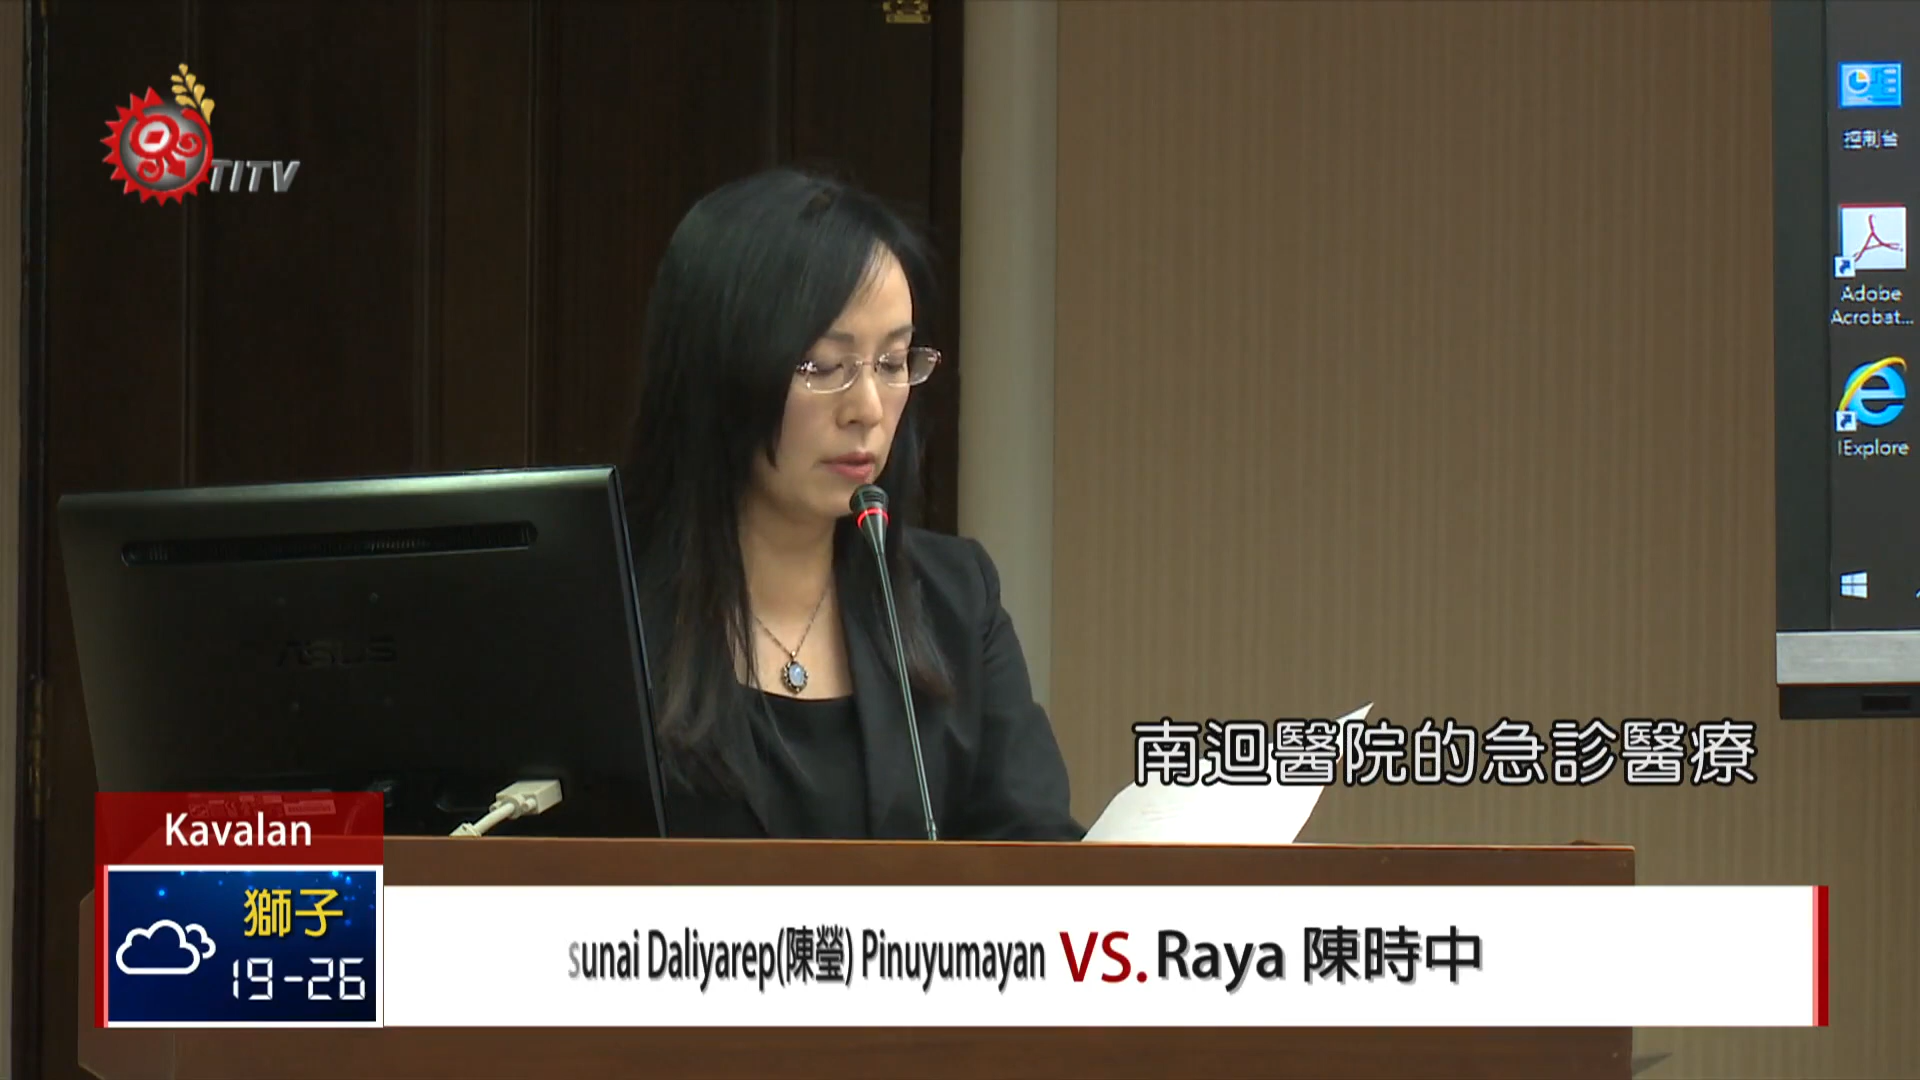 TITV
控制台
Adobe
Acrobat...
IExplore
ASUS
南迴醫院的急診醫療
Kavalan
獅子
19-26
sunai Daliyarep(陳瑩) Pinuyumayan VS. Raya 陳時中